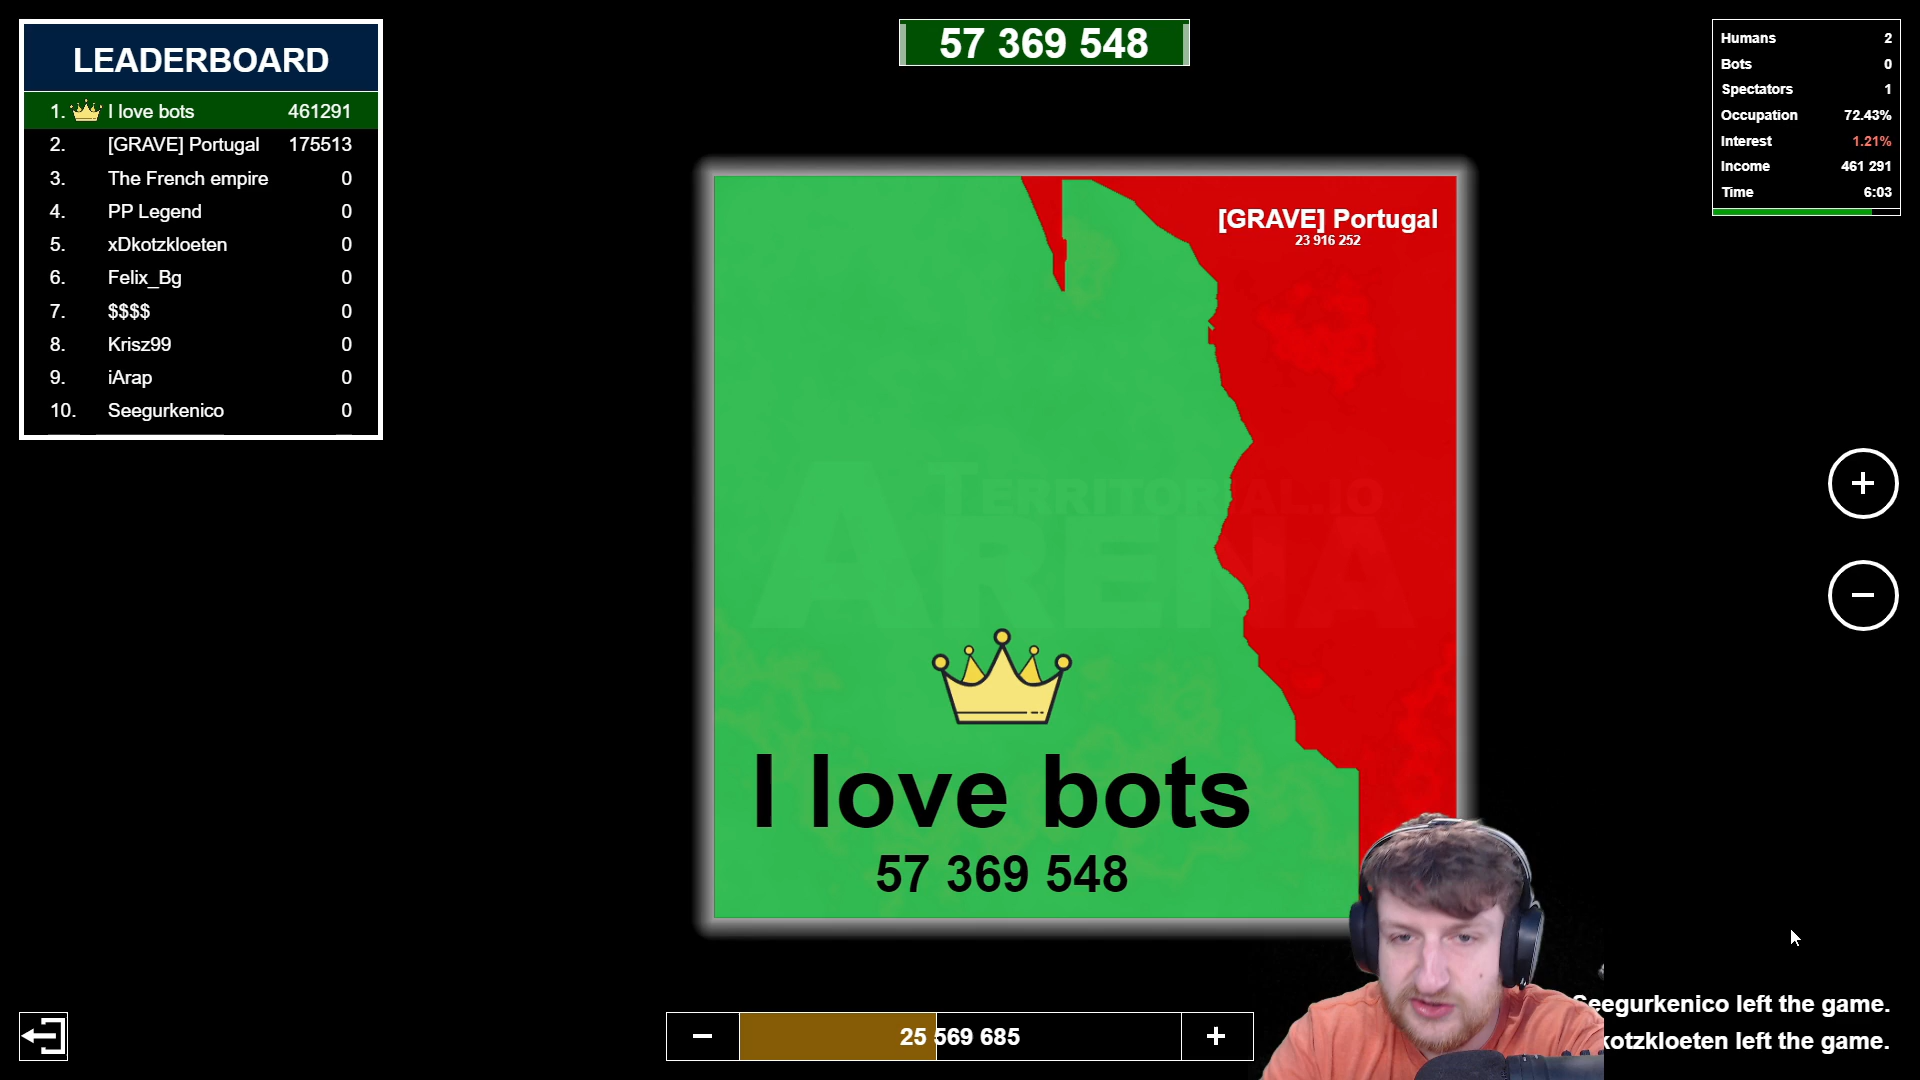 LEADERBOARD
1. I love bots 461291
2. [GRAVE] Portugal 175513
3. The French empire 0
4. PP Legend 0
5. xDkotzkloeten 0
6. Felix_Bg 0
7. $$$$ 0
8. Krisz99 0
9. iArap 0
10. Seegurkenico 0
57 369 548
Humans 2
Bots 0
Spectators 1
Occupation 72.43%
Interest 1.21%
Income 461 291
Time 6:03
[GRAVE] Portugal
23 916 252
TERRITORIAL.IO
ARENA
I love bots
57 369 548
25 569 685
Seegurkenico left the game.
kotzkloeten left the game.